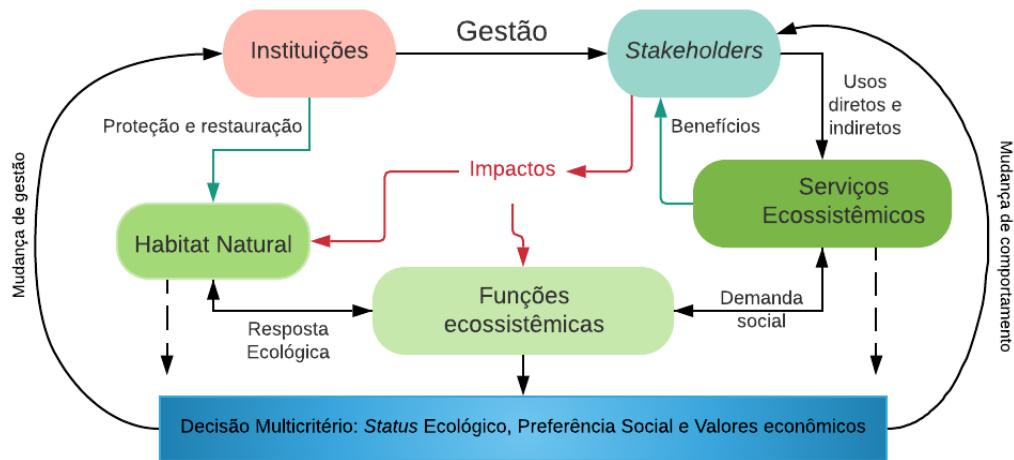 Gestão
Instituições
Stakeholders
Proteção e restauração
Benefícios
Usos
diretos e
indiretos
Impactos
Serviços
Ecossistêmicos
Habitat Natural
Mudança de gestão
Mudança de comportamento
Funções
ecossistêmicas
Resposta
Ecológica
Demanda
social
Decisão Multicritério: Status Ecológico, Preferência Social e Valores econômicos